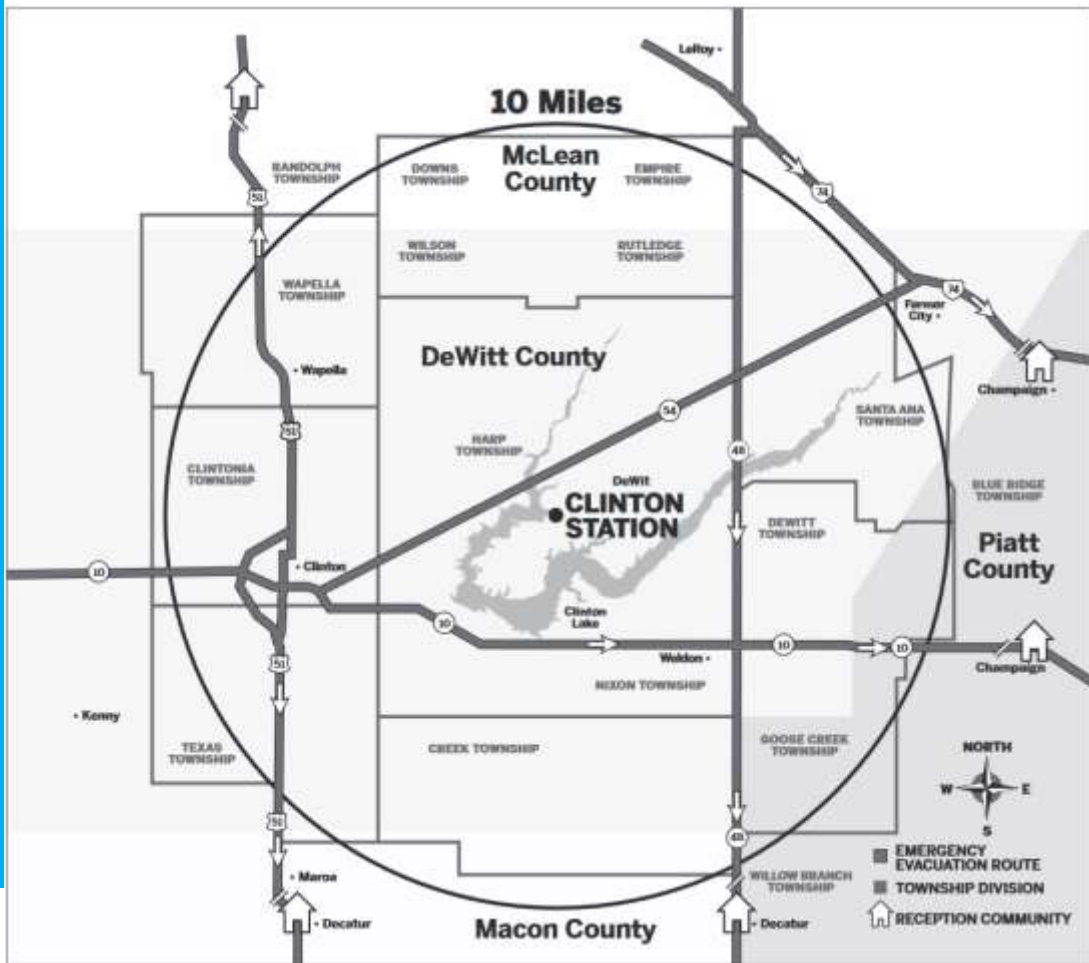 LeRoy
10 Miles
McLean
County
RANDOLPH
TOWNSHIP
DOWNS
TOWNSHIP
EMPIRE
TOWNSHIP
51
74
WILSON
TOWNSHIP
RUTLEDGE
TOWNSHIP
WAPELLA
TOWNSHIP
74
Farmer
City
DeWitt County
Wapella
Champaign
54
SANTA ANA
TOWNSHIP
51
HARP
TOWNSHIP
48
CLINTONIA
TOWNSHIP
DeWitt
BLUE RIDGE
TOWNSHIP
CLINTON
STATION
DEWITT
TOWNSHIP
Piatt
County
10
Clinton
Clinton
Lake
10
10
10
51
Weldon
Champaign
NIXON TOWNSHIP
Kenny
TEXAS
TOWNSHIP
CREEK TOWNSHIP
GOOSE CREEK
TOWNSHIP
NORTH
W
E
S
51
48
EMERGENCY
EVACUATION ROUTE
Maroa
WILLOW BRANCH
TOWNSHIP
TOWNSHIP DIVISION
Decatur
Macon County
Decatur
RECEPTION COMMUNITY